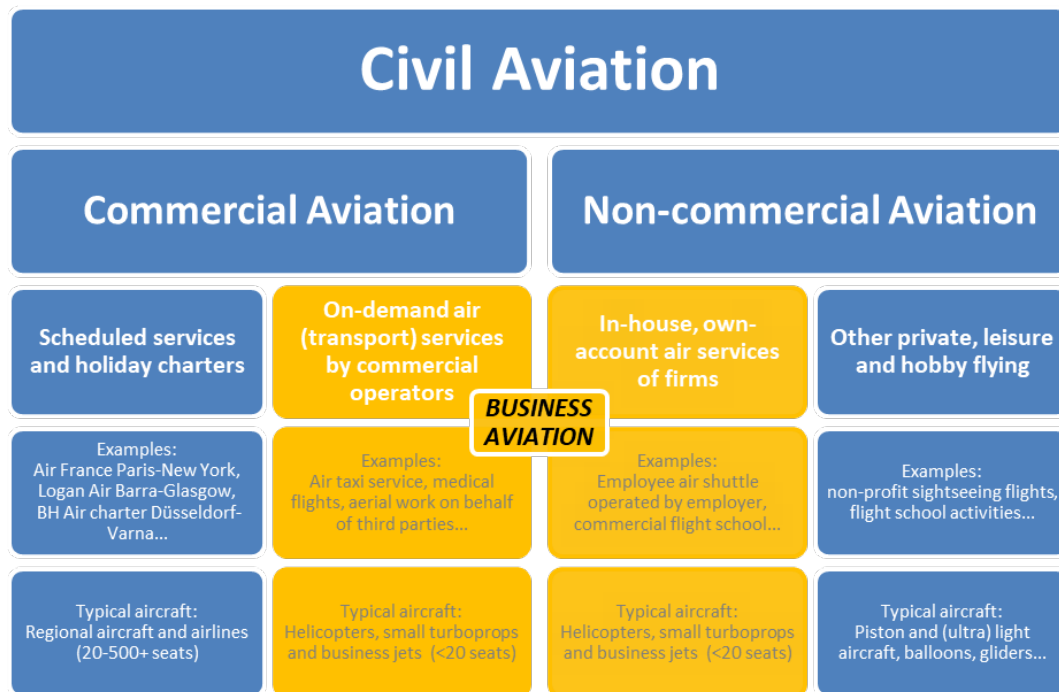 Civil Aviation
Commercial Aviation
Non-commercial Aviation
Scheduled services
and holiday charters
On-demand air
(transport) services
by commercial
operators
In-house, own-
account air services
of firms
Other private, leisure
and hobby flying
BUSINESS
AVIATION
Examples:
Air France Paris-New York,
Logan Air Barra-Glasgow,
BH Air charter Düsseldorf-
Varna...
Examples:
Air taxi service, medical
flights, aerial work on behalf
of third parties...
Examples:
Employee air shuttle
operated by employer,
commercial flight school...
Examples:
non-profit sightseeing flights,
flight school activities...
Typical aircraft:
Regional aircraft and airlines
(20-500+ seats)
Typical aircraft:
Helicopters, small turboprops
and business jets (<20 seats)
Typical aircraft:
Helicopters, small turboprops
and business jets (<20 seats)
Typical aircraft:
Piston and (ultra) light
aircraft, balloons, gliders...